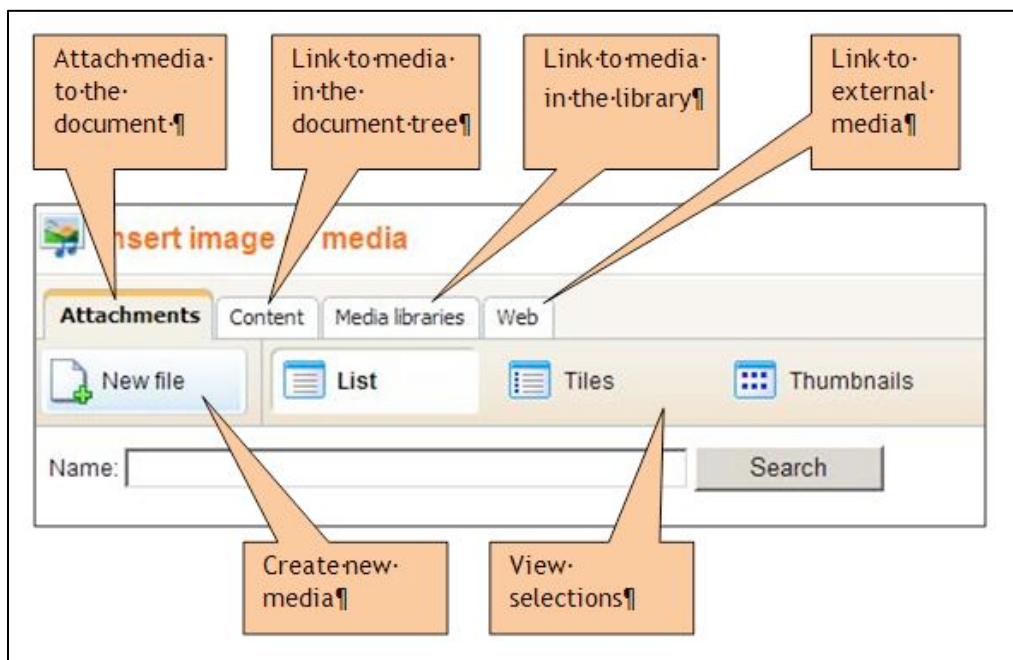 Attach·media·
to·the·
document·¶
Link·to·media·
in·the·
document·tree¶
Link·to·media·
in·the·library¶
Link·to·
external·
media¶
nsert image
media
Attachments
Content
Media libraries
Web
New file
List
Tiles
Thumbnails
Name:
Search
Create·new·
media¶
View·
selections¶